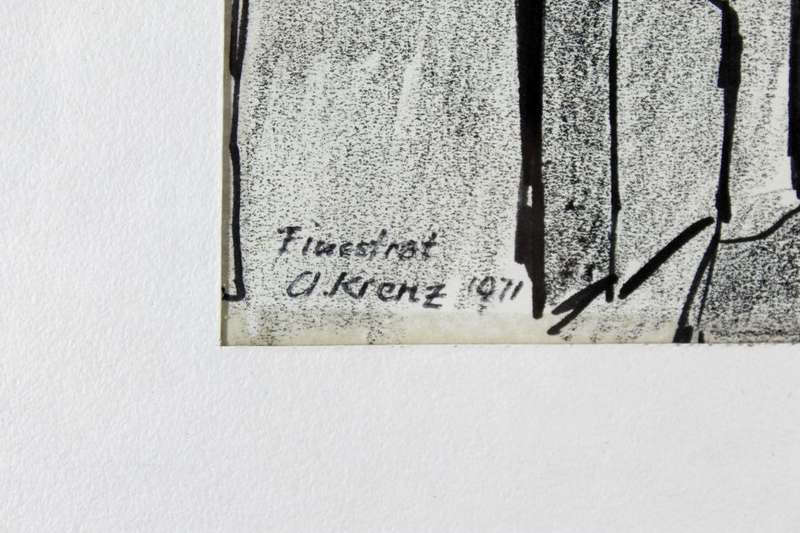 Finestrat
A. Krenz 1971